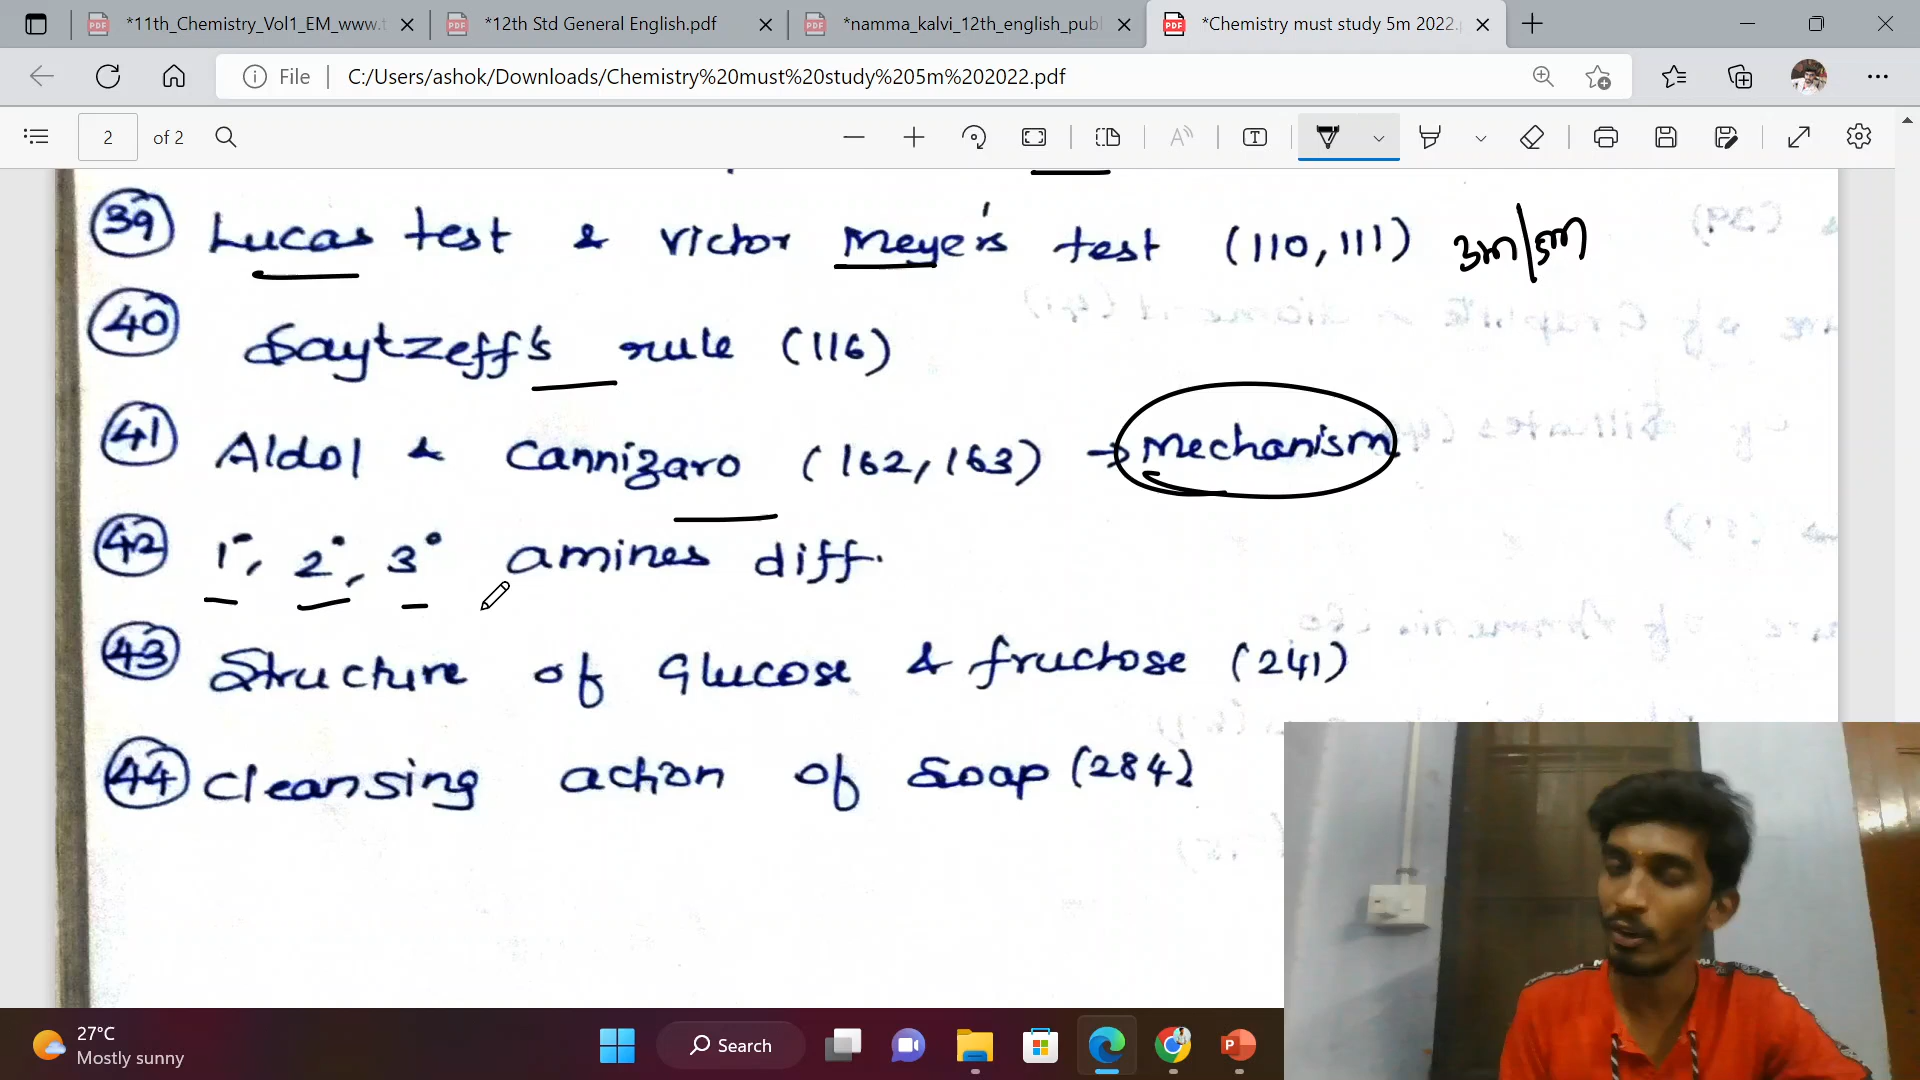 *11th_Chemistry_Vol1_EM_www.t
*12th Std General English.pdf
*namma_kalvi_12th_english_publ
*Chemistry must study 5m 2022.
File
C:/Users/ashok/Downloads/Chemistry%20must%20study%205m%202022.pdf
2 of 2
39 Lucas test & Victor Meyer's test (110, 111) 3m/5m
40 Saytzeff's rule (116)
41 Aldol & Cannizaro (162, 163) → Mechanism
42 1°, 2°, 3° amines diff.
43 Structure of Glucose & fructose (241)
44 Cleansing action of Soap (284)
27°C
Mostly sunny
Search